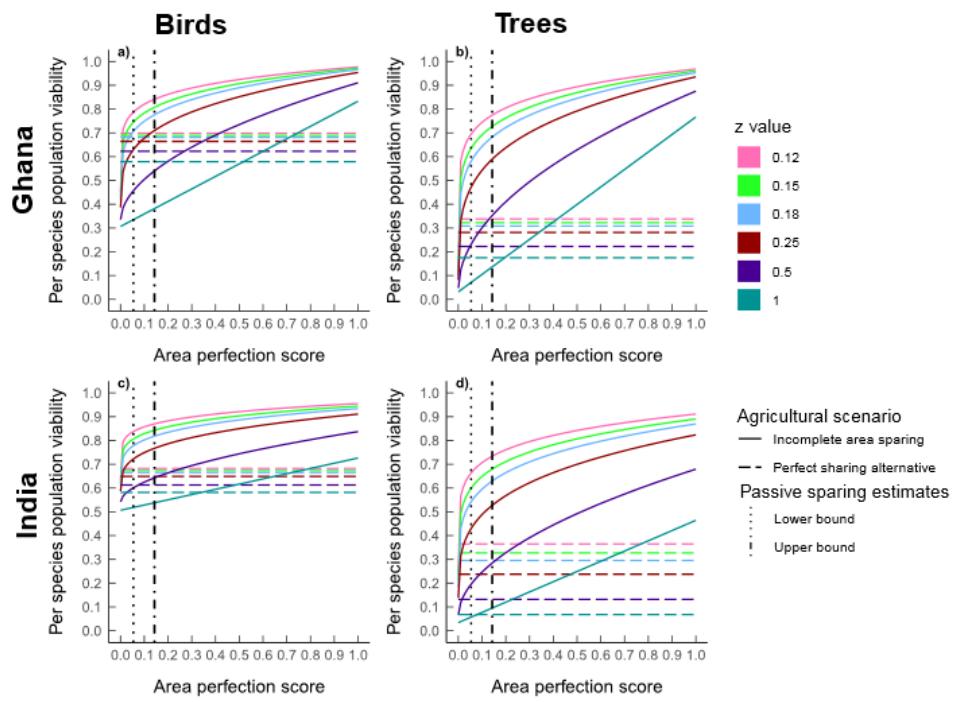 Birds
Trees
Ghana
India
a)
Per species population viability
1.0
0.9
0.8
0.7
0.6
0.5
0.4
0.3
0.2
0.1
0.0
0.0 0.1 0.2 0.3 0.4 0.5 0.6 0.7 0.8 0.9 1.0
Area perfection score
b)
Per species population viability
1.0
0.9
0.8
0.7
0.6
0.5
0.4
0.3
0.2
0.1
0.0
0.0 0.1 0.2 0.3 0.4 0.5 0.6 0.7 0.8 0.9 1.0
Area perfection score
z value
0.12
0.15
0.18
0.25
0.5
1
c)
Per species population viability
1.0
0.9
0.8
0.7
0.6
0.5
0.4
0.3
0.2
0.1
0.0
0.0 0.1 0.2 0.3 0.4 0.5 0.6 0.7 0.8 0.9 1.0
Area perfection score
d)
Per species population viability
1.0
0.9
0.8
0.7
0.6
0.5
0.4
0.3
0.2
0.1
0.0
0.0 0.1 0.2 0.3 0.4 0.5 0.6 0.7 0.8 0.9 1.0
Area perfection score
Agricultural scenario
Incomplete area sparing
Perfect sharing alternative
Passive sparing estimates
Lower bound
Upper bound